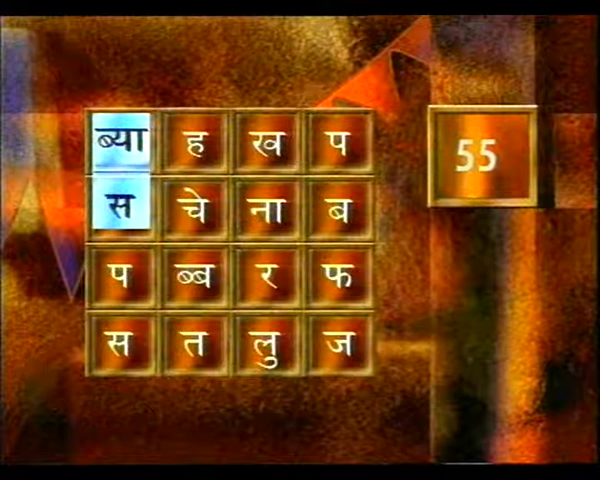 ब्या ह ख प
55
स चे ना ब
प ब्ब र फ
स त लु ज